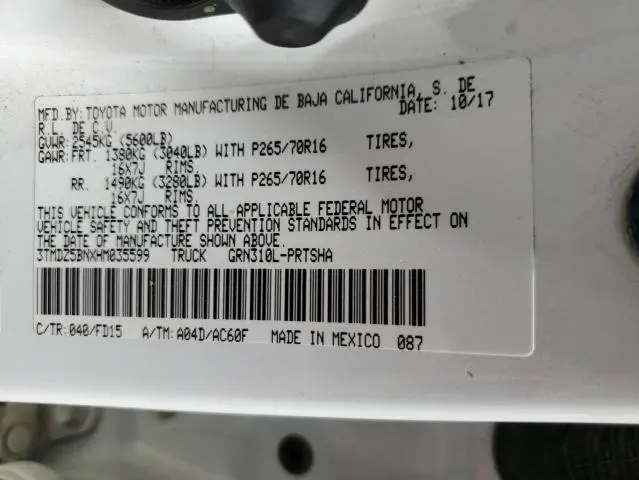 MFD.BY:TOYOTA MOTOR MANUFACTURING DE BAJA CALIFORNIA, S. DE
R.L. DE C.V. DATE: 10/17
GVWR:2545KG (5600LB)
GAWR:FRT. 1380KG (3040LB) WITH P265/70R16 TIRES,
16X7J RIMS,
RR. 1490KG (3280LB) WITH P265/70R16 TIRES,
16X7J RIMS.
THIS VEHICLE CONFORMS TO ALL APPLICABLE FEDERAL MOTOR
VEHICLE SAFETY AND THEFT PREVENTION STANDARDS IN EFFECT ON
THE DATE OF MANUFACTURE SHOWN ABOVE.
3TMDZ5BNXHM035599 TRUCK GRN310L-PRTSHA
C/TR:040/FD15 A/TM:A04D/AC60F MADE IN MEXICO 087